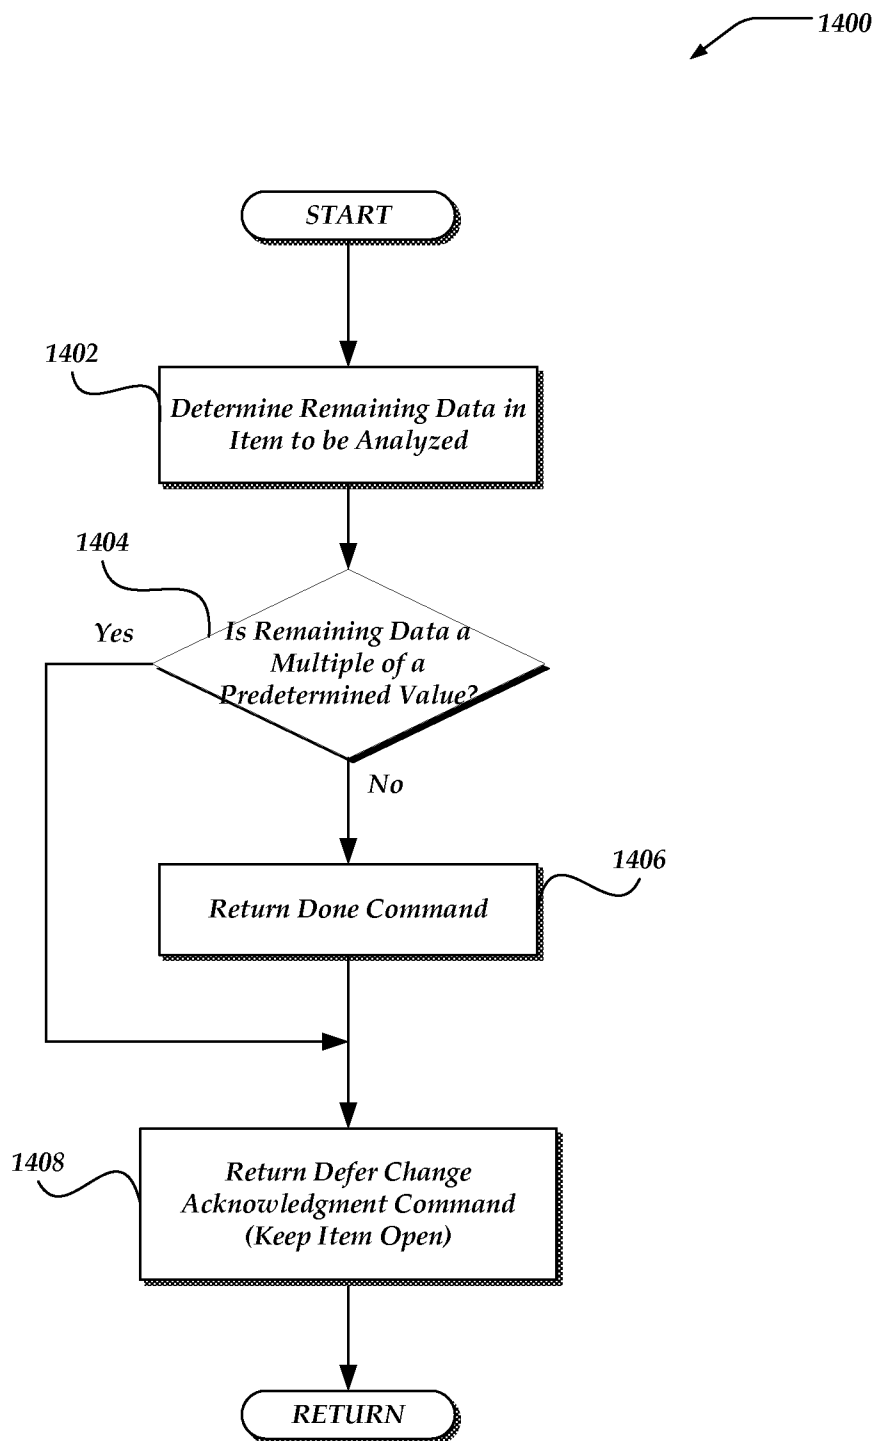 1400
START
1402
Determine Remaining Data in
Item to be Analyzed
1404
Yes
Is Remaining Data a
Multiple of a
Predetermined Value?
No
1406
Return Done Command
1408
Return Defer Change
Acknowledgment Command
(Keep Item Open)
RETURN